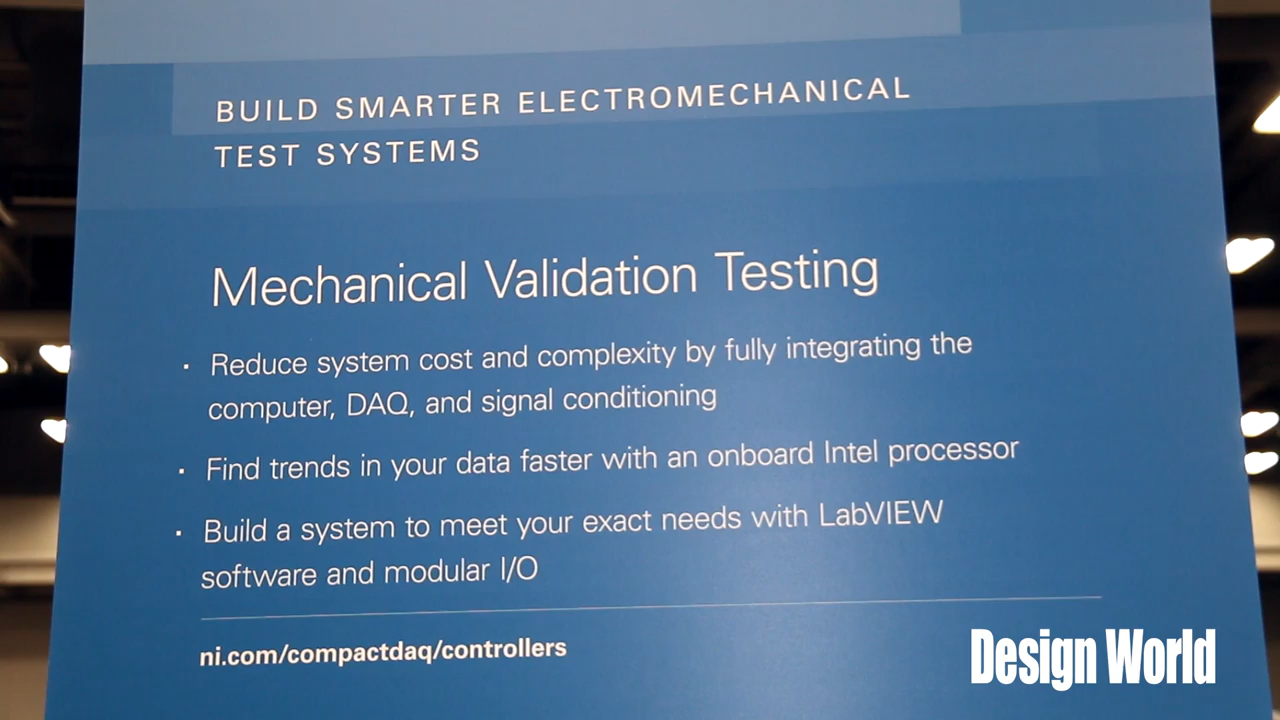 BUILD SMARTER ELECTROMECHANICAL
TEST SYSTEMS
Mechanical Validation Testing
· Reduce system cost and complexity by fully integrating the
computer, DAQ, and signal conditioning
· Find trends in your data faster with an onboard Intel processor
· Build a system to meet your exact needs with LabVIEW
software and modular I/O
ni.com/compactdaq/controllers
Design World